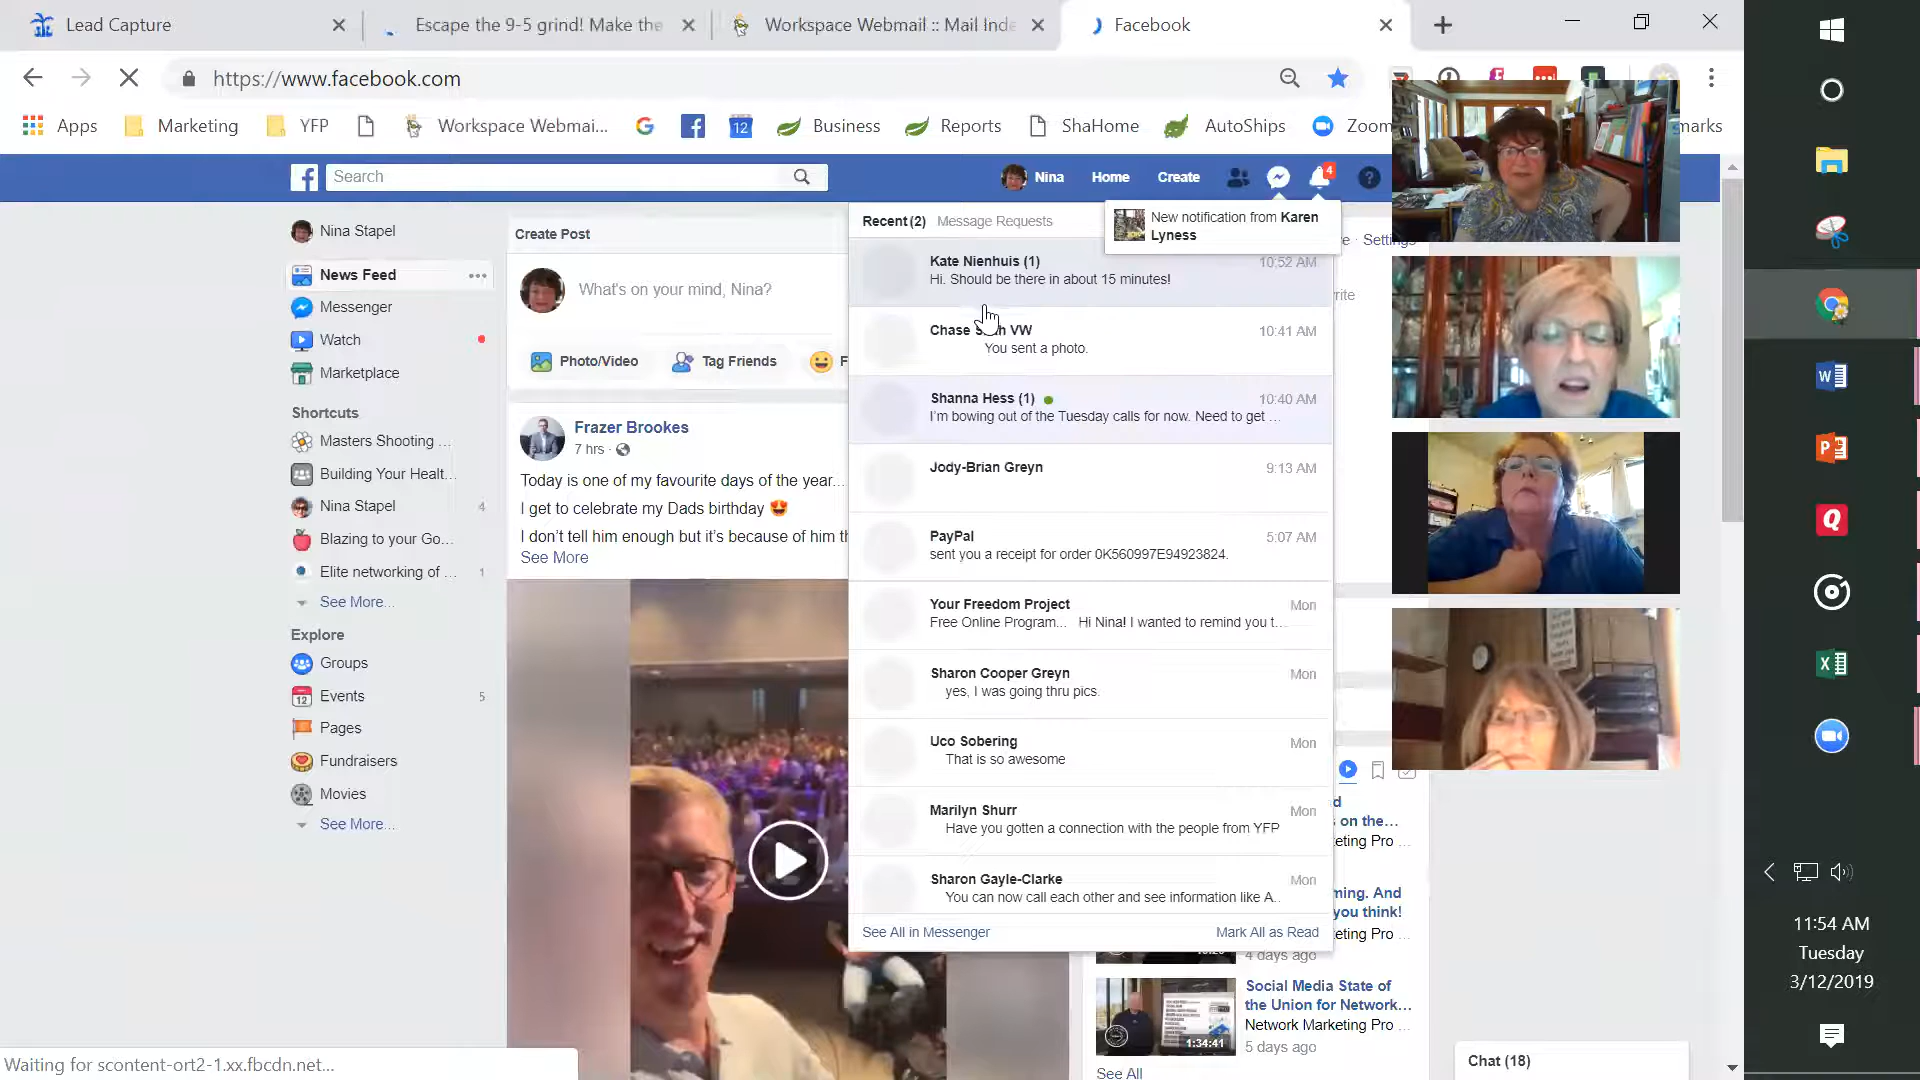 Lead Capture
Escape the 9-5 grind! Make the
Workspace Webmail :: Mail Inde
Facebook
https://www.facebook.com
Apps
Marketing
YFP
Workspace Webmai...
12
Business
Reports
ShaHome
AutoShips
Zoom
marks
Search
Nina
Home
Create
4
Nina Stapel
News Feed
Messenger
Watch
Marketplace
Shortcuts
Masters Shooting ...
Building Your Healt...
Nina Stapel 4
Blazing to your Go...
Elite networking of ... 1
See More...
Explore
Groups
Events 5
12
Pages
Fundraisers
Movies
See More...
Create Post
What's on your mind, Nina?
Photo/Video
Tag Friends
F
Frazer Brookes
7 hrs ·
Today is one of my favourite days of the year...
I get to celebrate my Dads birthday 😍
I don't tell him enough but it's because of him th
See More
Recent (2) Message Requests
New notification from Karen
Lyness
Settings
Kate Nienhuis (1) 10:52 AM
Hi. Should be there in about 15 minutes!
Chase VW 10:41 AM
You sent a photo.
Shanna Hess (1) 10:40 AM
I'm bowing out of the Tuesday calls for now. Need to get ...
Jody-Brian Greyn 9:13 AM
PayPal 5:07 AM
sent you a receipt for order 0K560997E94923824.
Your Freedom Project Mon
Free Online Program... Hi Nina! I wanted to remind you t...
Sharon Cooper Greyn Mon
yes, I was going thru pics.
Uco Sobering Mon
That is so awesome
Marilyn Shurr Mon
Have you gotten a connection with the people from YFP
Sharon Gayle-Clarke Mon
You can now call each other and see information like A..
See All in Messenger
Mark All as Read
d
on the...
eting Pro ...
ming. And
you think!
eting Pro ...
4 days ago
Social Media State of
the Union for Network...
Network Marketing Pro ...
5 days ago
1:34:41
See All
Chat (18)
Waiting for scontent-ort2-1.xx.fbcdn.net...
11:54 AM
Tuesday
3/12/2019